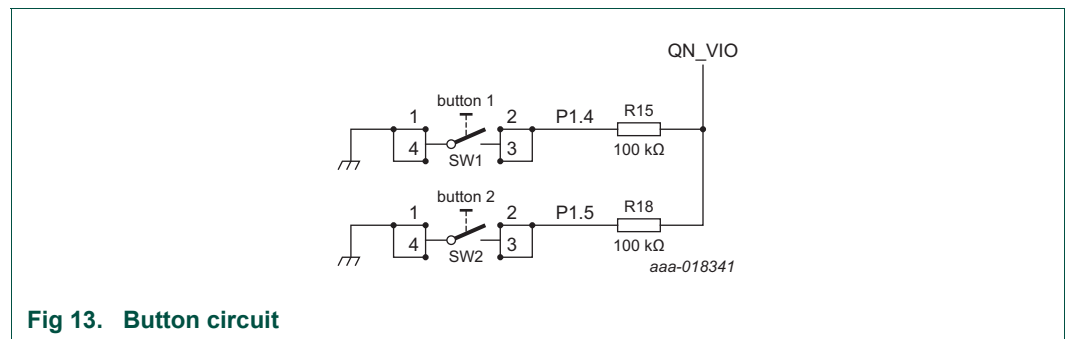 QN_VIO
button 1
1 2 P1.4 R15
4 3 100 kΩ
SW1
button 2
1 2 P1.5 R18
4 3 100 kΩ
SW2
aaa-018341
Fig 13. Button circuit